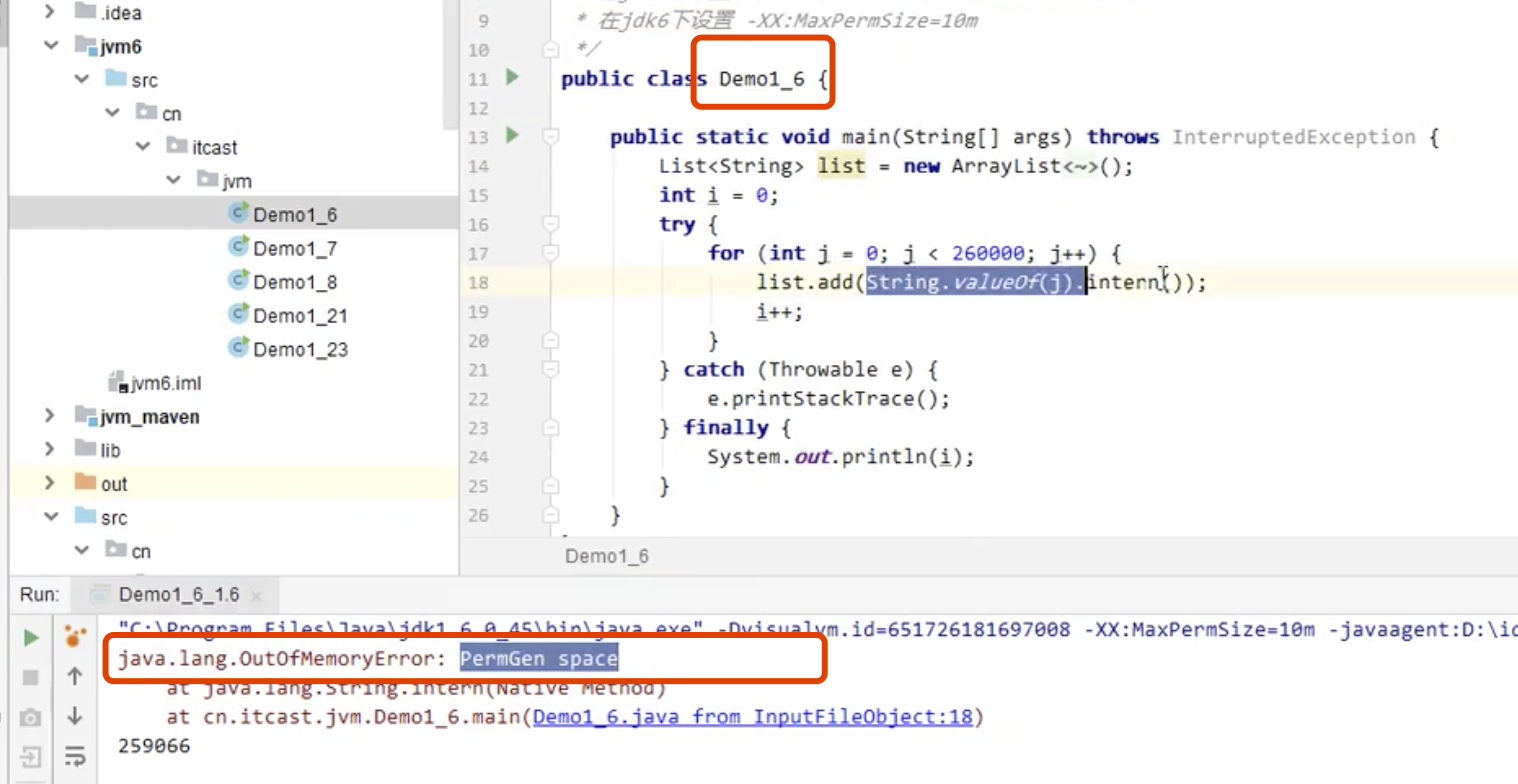 .idea
jvm6
src
cn
itcast
jvm
Demo1_6
Demo1_7
Demo1_8
Demo1_21
Demo1_23
jvm6.iml
jvm_maven
lib
out
src
cn
9 * 在jdk6下设置 -XX:MaxPermSize=10m
10 */
11 public class Demo1_6 {
12
13 public static void main(String[] args) throws InterruptedException {
14 List<String> list = new ArrayList<~>();
15 int i = 0;
16 try {
17 for (int j = 0; j < 260000; j++) {
18 list.add(String.valueOf(j).intern());
19 i++;
20 }
21 } catch (Throwable e) {
22 e.printStackTrace();
23 } finally {
24 System.out.println(i);
25 }
26 }
Demo1_6
Run: Demo1_6_1.6
"C:\Program Files\Java\jdk1.6.0_45\bin\java.exe" -Dvisualvm.id=651726181697008 -XX:MaxPermSize=10m -javaagent:D:\
java.lang.OutOfMemoryError: PermGen space
at java.lang.String.intern(Native Method)
at cn.itcast.jvm.Demo1_6.main(Demo1_6.java from InputFileObject:18)
259066